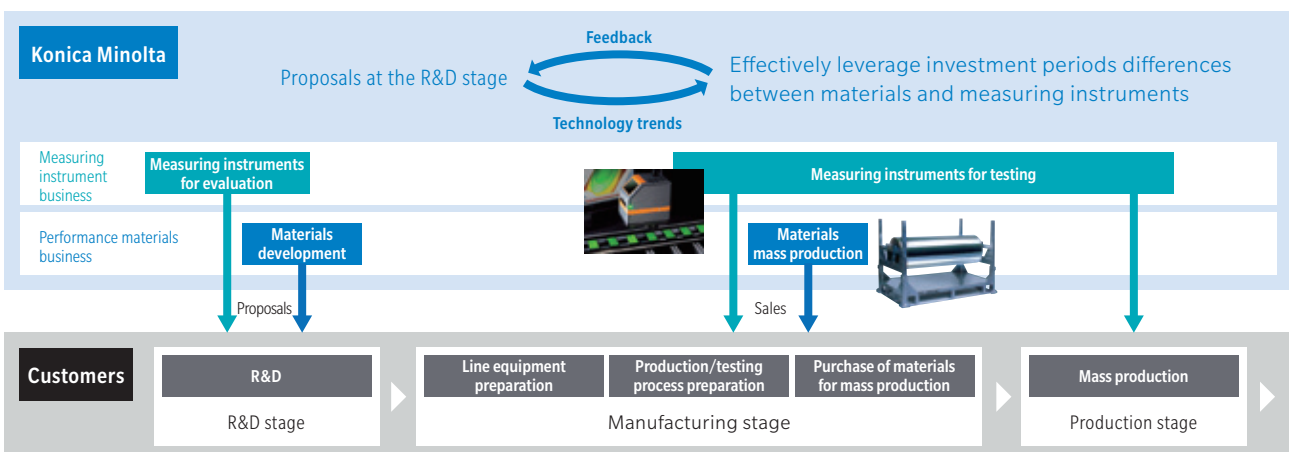 Konica Minolta
Feedback
Proposals at the R&D stage
Effectively leverage investment periods differences
between materials and measuring instruments
Technology trends
Measuring
instrument
business
Measuring instruments
for evaluation
Measuring instruments for testing
Performance materials
business
Materials
development
Materials
mass production
Proposals
Sales
Customers
R&D
Line equipment
preparation
Production/testing
process preparation
Purchase of materials
for mass production
Mass production
R&D stage
Manufacturing stage
Production stage